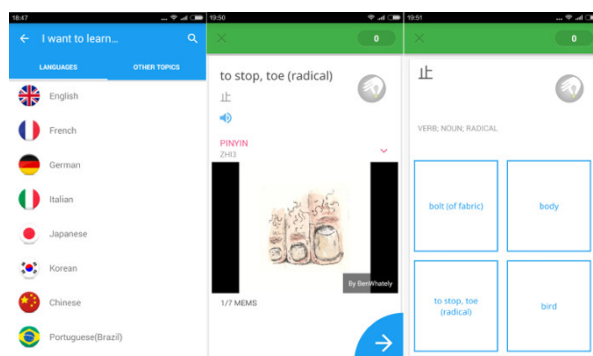 18:47
I want to learn...
LANGUAGES
OTHER TOPICS
English
French
German
Italian
Japanese
Korean
Chinese
Portuguese(Brazil)
19:50
0
to stop, toe (radical)
止
PINYIN
ZHI3
By BenWhately
1/7 MEMS
19:51
0
止
VERB; NOUN; RADICAL
bolt (of fabric)
body
to stop, toe
(radical)
bird